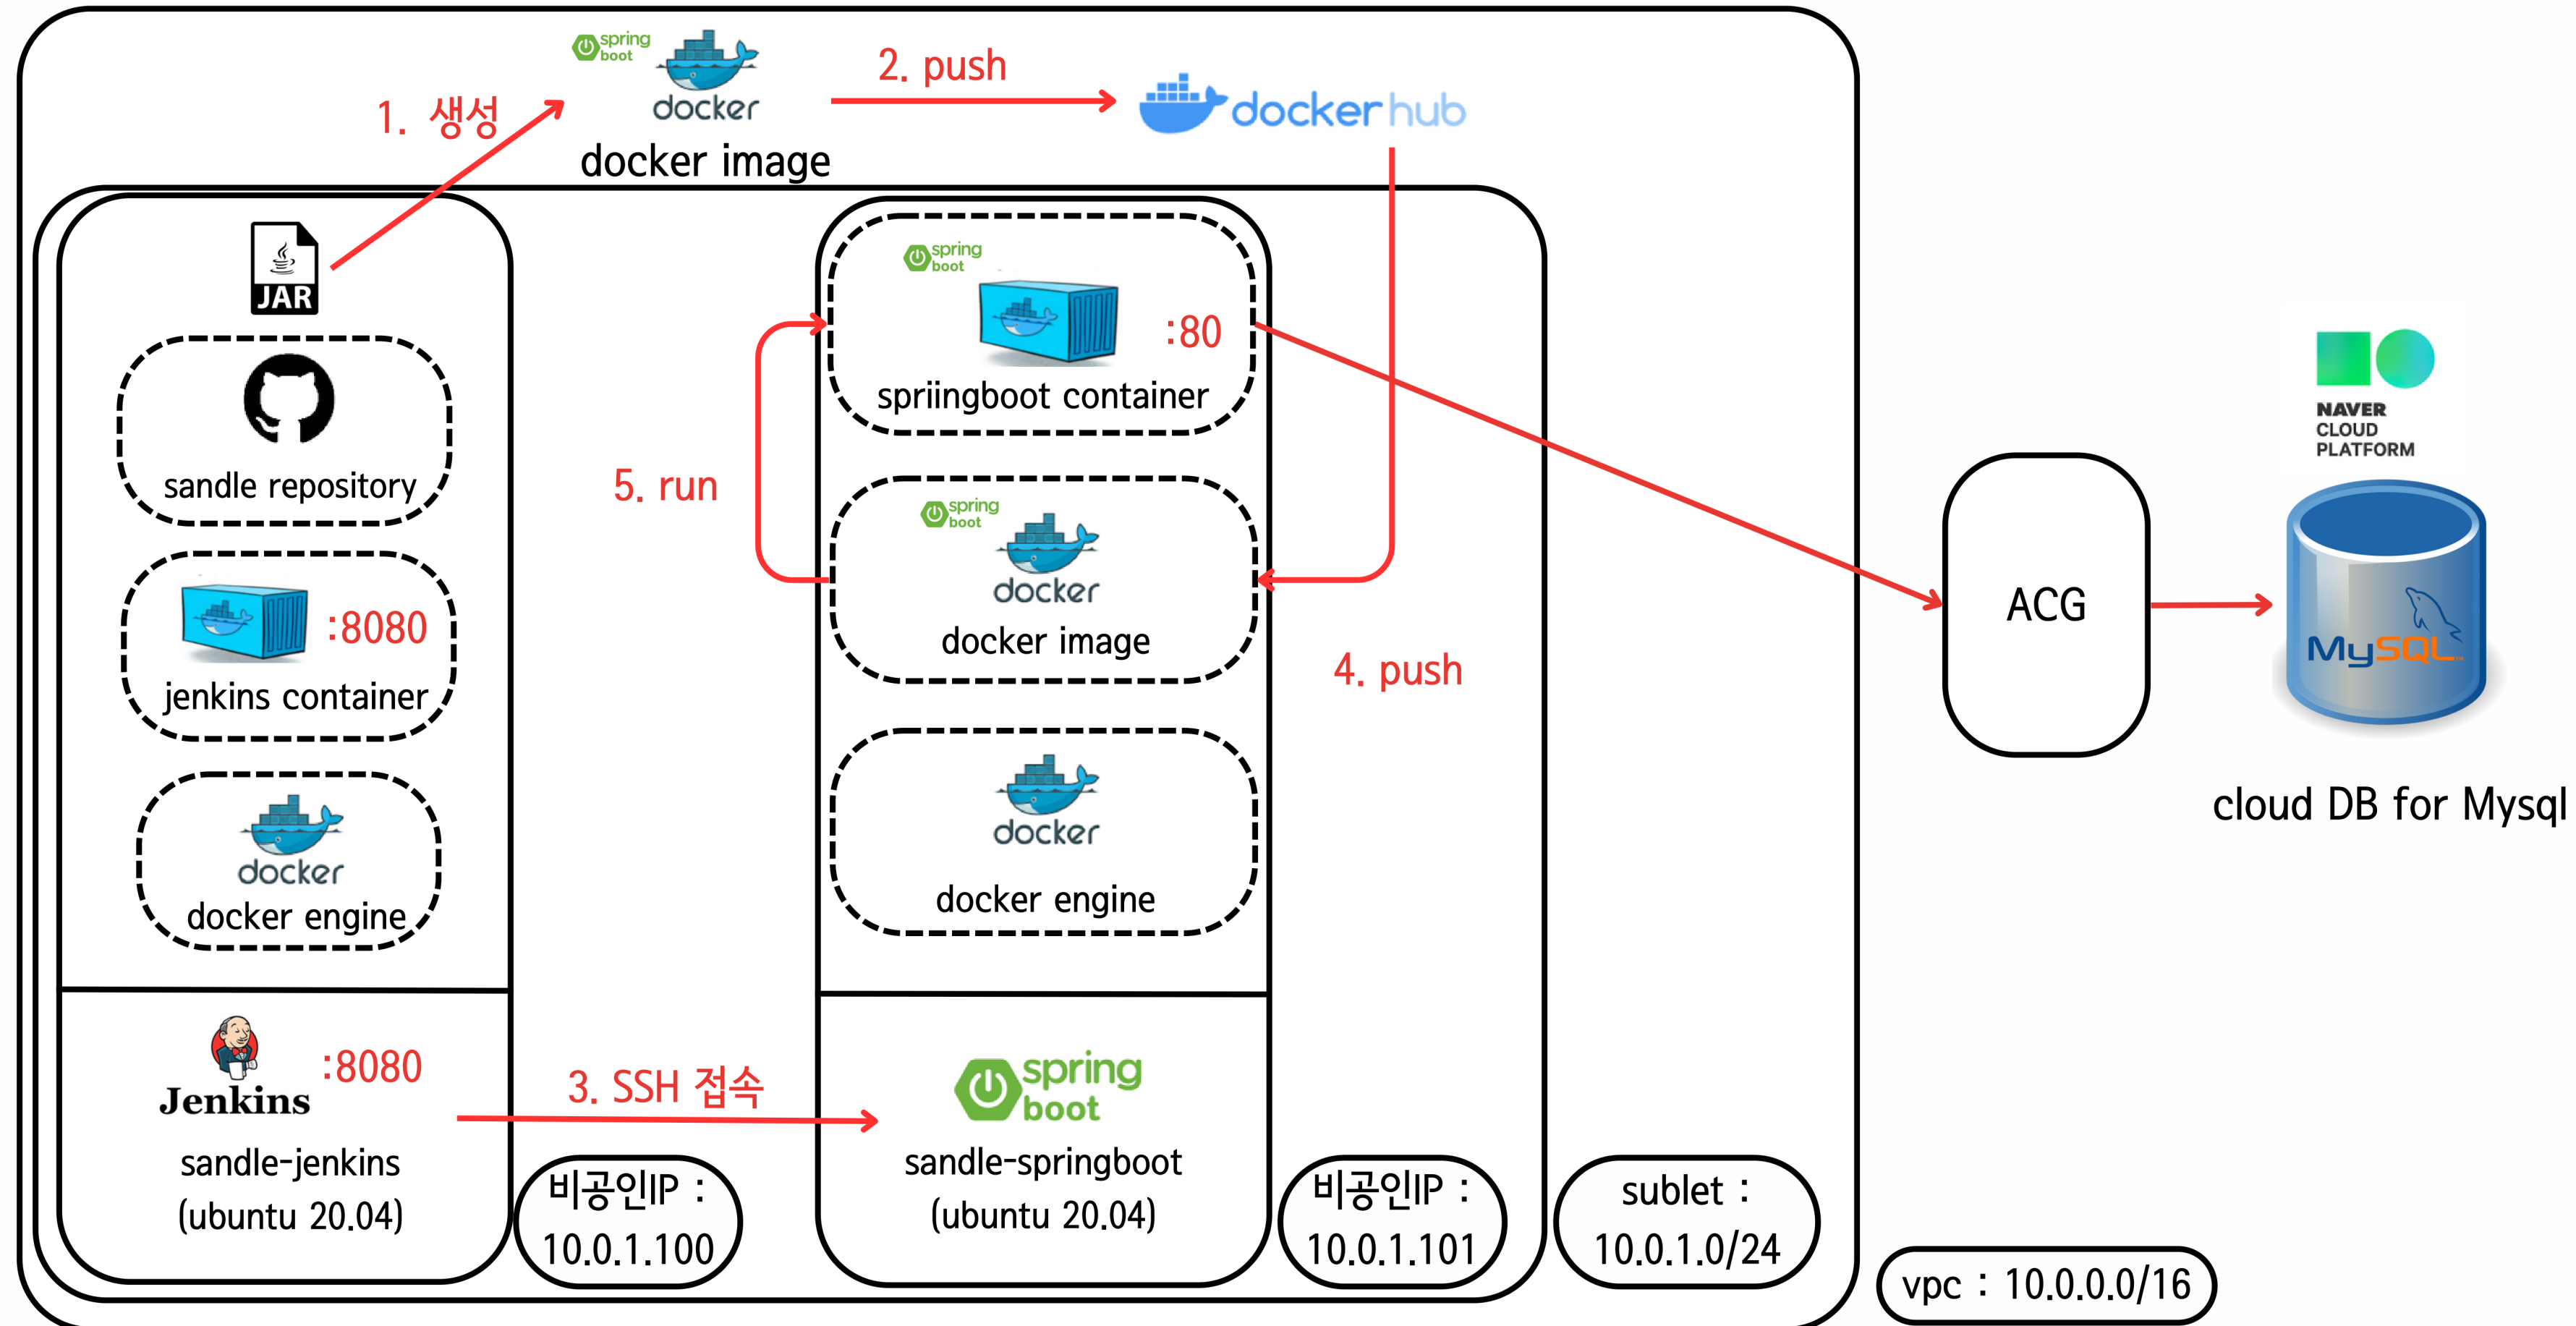 spring
boot
docker
docker image
1. 생성
2. push
dockerhub
JAR
sandle repository
:8080
jenkins container
docker
docker engine
Jenkins
:8080
sandle-jenkins
(ubuntu 20.04)
비공인IP :
10.0.1.100
3. SSH 접속
5. run
spring
boot
:80
spriingboot container
spring
boot
docker
docker image
4. push
docker
docker engine
spring
boot
sandle-springboot
(ubuntu 20.04)
비공인IP :
10.0.1.101
sublet :
10.0.1.0/24
vpc : 10.0.0.0/16
ACG
NAVER
CLOUD
PLATFORM
MySQL
cloud DB for Mysql